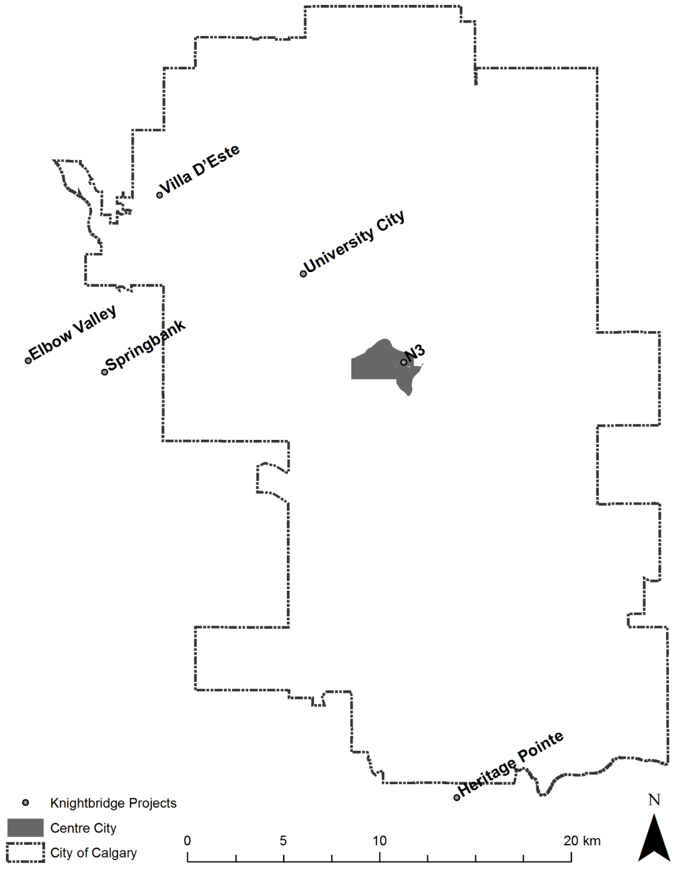 Villa D'Este
University City
Elbow Valley
Springbank
N3
Heritage Pointe
Knightbridge Projects
Centre City
City of Calgary
0 5 10 20 km
N